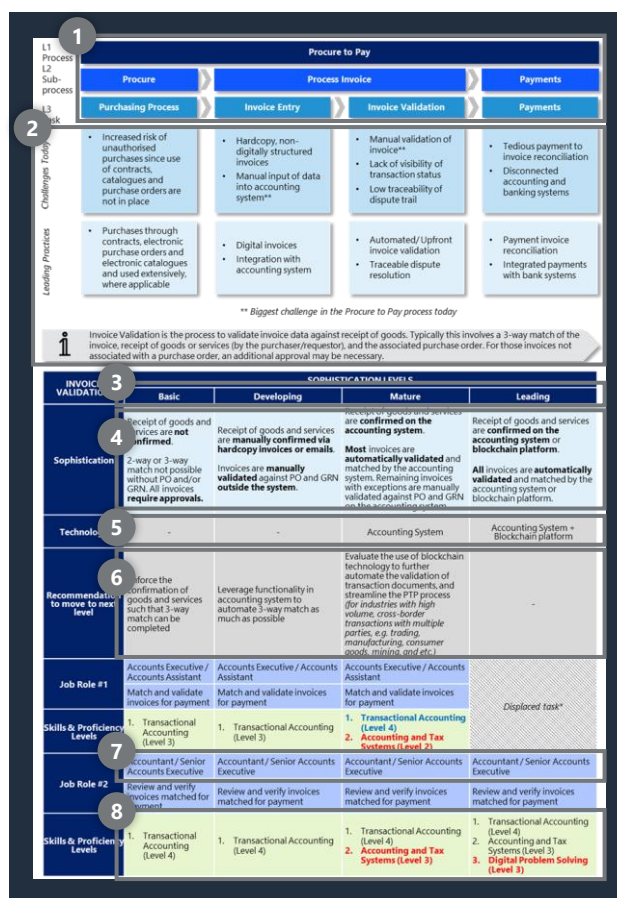 1
L1
Process
L2
Sub-
process
L3
Procure to Pay
Procure
Process Invoice
Payments
Purchasing Process
Invoice Entry
Invoice Validation
Payments
2
Challenges Today
• Increased risk of
unauthorised
purchases since use
of contracts,
catalogues and
purchase orders are
not in place
• Hardcopy, non-
digitally structured
invoices
• Manual input of data
into accounting
system**
• Manual validation of
invoice**
• Lack of visibility of
transaction status
• Low traceability of
dispute trail
• Tedious payment to
invoice reconciliation
• Disconnected
accounting and
banking systems
Leading Practices
• Purchases through
contracts, electronic
purchase orders and
electronic catalogues
and used extensively,
where applicable
• Digital invoices
• Integration with
accounting system
• Automated/ Upfront
invoice validation
• Traceable dispute
resolution
• Payment invoice
reconciliation
• Integrated payments
with bank systems
** Biggest challenge in the Procure to Pay process today
i
Invoice Validation is the process to validate invoice data against receipt of goods. Typically this involves a 3-way match of the
invoice, receipt of goods or services (by the purchaser/requestor), and the associated purchase order. For those invoices not
associated with a purchase order, an additional approval may be necessary.
SOPHISTICATION LEVELS
3
Basic
Developing
Mature
Leading
4
Sophistication
Receipt of goods and
services are not
confirmed.
2-way or 3-way
match not possible
without PO and/or
GRN. All invoices
require approvals.
Receipt of goods and services
are manually confirmed via
hardcopy invoices or emails.
Invoices are manually
validated against PO and GRN
outside the system.
Receipt of goods and services
are confirmed on the
accounting system.
Most invoices are
automatically validated and
matched by the accounting
system. Remaining invoices
with exceptions are manually
validated against PO and GRN
on the accounting system
Receipt of goods and services
are confirmed on the
accounting system or
blockchain platform.
All invoices are automatically
validated and matched by the
accounting system or
blockchain platform.
5
-
-
Accounting System
Accounting System +
Blockchain platform
6
Recommendation
to move to next
level
confirmation of
goods and services
such that 3-way
match can be
completed
Leverage functionality in
accounting system to
automate 3-way match as
much as possible
Evaluate the use of blockchain
technology to further
automate the validation of
transaction documents, and
streamline the PTP process
(for industries with high
volume, cross-border
transactions with multiple
parties, e.g. trading,
manufacturing, consumer
goods, mining, and etc.)
-
Job Role #1
Accounts Executive /
Accounts Assistant
Accounts Executive / Accounts
Assistant
Accounts Executive / Accounts
Assistant
Match and validate
invoices for payment
Match and validate invoices
for payment
Match and validate invoices
for payment
Displaced task*
Skills & Proficiency
Levels
1. Transactional
Accounting
(Level 3)
1. Transactional Accounting
(Level 3)
1. Transactional Accounting
(Level 4)
2. Accounting and Tax
Systems (Level 2)
7
Job Role #2
Accountant / Senior
Accounts Executive
Accountant / Senior Accounts
Executive
Accountant / Senior Accounts
Executive
Accountant / Senior Accounts
Executive
Review and verify
invoices matched for
payment
Review and verify invoices
matched for payment
Review and verify invoices
matched for payment
Review and verify invoices
matched for payment
8
Skills & Proficiency
Levels
1. Transactional
Accounting
(Level 4)
1. Transactional Accounting
(Level 4)
1. Transactional Accounting
(Level 4)
2. Accounting and Tax
Systems (Level 3)
1. Transactional Accounting
(Level 4)
2. Accounting and Tax
Systems (Level 3)
3. Digital Problem Solving
(Level 3)